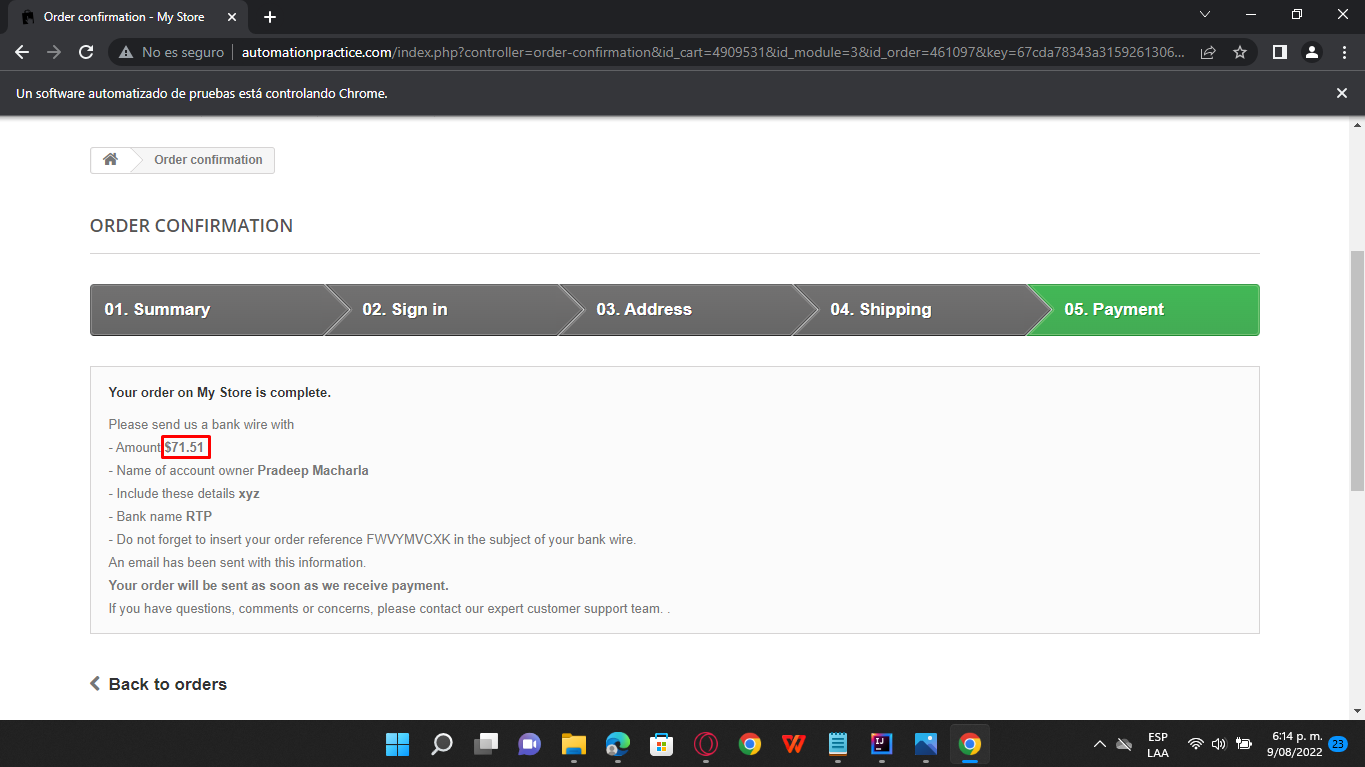 Order confirmation - My Store
No es seguro
automationpractice.com/index.php?controller=order-confirmation&id_cart=4909531&id_module=3&id_order=461097&key=67cda78343a3159261306...
Un software automatizado de pruebas está controlando Chrome.
Order confirmation
ORDER CONFIRMATION
01. Summary
02. Sign in
03. Address
04. Shipping
05. Payment
Your order on My Store is complete.
Please send us a bank wire with
- Amount $71.51
- Name of account owner Pradeep Macharla
- Include these details xyz
- Bank name RTP
- Do not forget to insert your order reference FWVYMVCXK in the subject of your bank wire.
An email has been sent with this information.
Your order will be sent as soon as we receive payment.
If you have questions, comments or concerns, please contact our expert customer support team. .
Back to orders
ESP
LAA
6:14 p. m.
9/08/2022
23